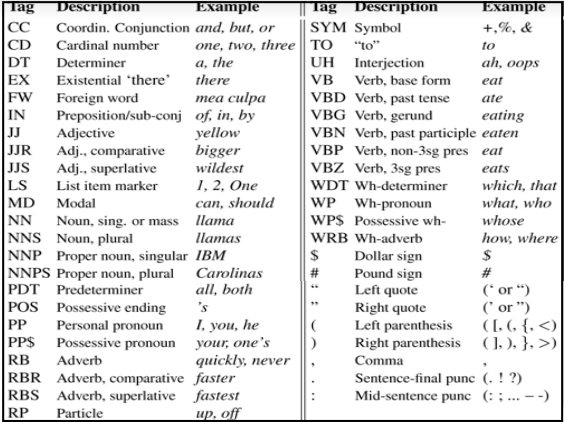 Tag Description Example
CC Coordin. Conjunction and, but, or
CD Cardinal number one, two, three
DT Determiner a, the
EX Existential ‘there’ there
FW Foreign word mea culpa
IN Preposition/sub-conj of, in, by
JJ Adjective yellow
JJR Adj., comparative bigger
JJS Adj., superlative wildest
LS List item marker 1, 2, One
MD Modal can, should
NN Noun, sing. or mass llama
NNS Noun, plural llamas
NNP Proper noun, singular IBM
NNPS Proper noun, plural Carolinas
PDT Predeterminer all, both
POS Possessive ending ’s
PP Personal pronoun I, you, he
PP$ Possessive pronoun your, one’s
RB Adverb quickly, never
RBR Adverb, comparative faster
RBS Adverb, superlative fastest
RP Particle up, off
Tag Description Example
SYM Symbol +,%, &
TO “to” to
UH Interjection ah, oops
VB Verb, base form eat
VBD Verb, past tense ate
VBG Verb, gerund eating
VBN Verb, past participle eaten
VBP Verb, non-3sg pres eat
VBZ Verb, 3sg pres eats
WDT Wh-determiner which, that
WP Wh-pronoun what, who
WP$ Possessive wh- whose
WRB Wh-adverb how, where
$ Dollar sign $
# Pound sign #
“ Left quote (‘ or “)
” Right quote (’ or ”)
( Left parenthesis ( [, (, {, <)
) Right parenthesis ( ], ), }, >)
, Comma ,
. Sentence-final punc (. ! ?)
: Mid-sentence punc (: ; ... – -)